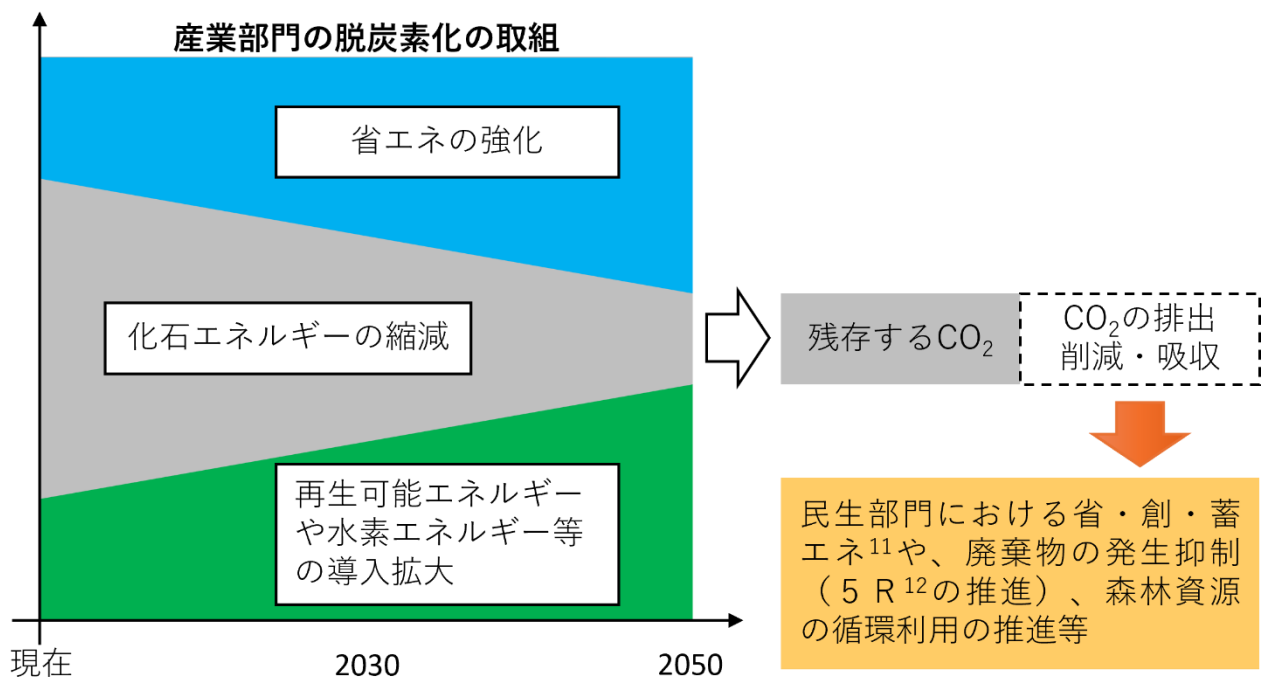 産業部門の脱炭素化の取組
省エネの強化
化石エネルギーの縮減
再生可能エネルギー
や水素エネルギー等
の導入拡大
現在
2030
2050
残存するCO₂
CO₂の排出
削減・吸収
民生部門における省・創・蓄
エネ¹¹や、廃棄物の発生抑制
（５Ｒ¹²の推進）、森林資源
の循環利用の推進等